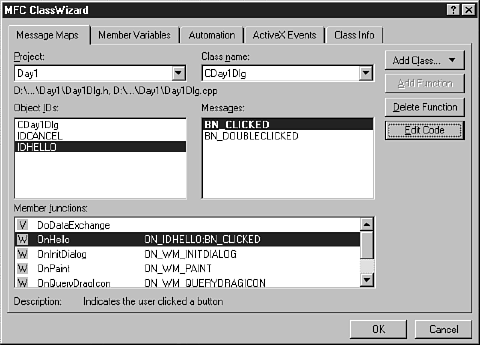 MFC ClassWizard
Message Maps Member Variables Automation ActiveX Events Class Info
Project: Class name:
Day1 CDay1Dlg
Add Class...
D:\...\Day1\Day1Dlg.h, D:\...\Day1\Day1Dlg.cpp
Add Function
Object IDs: Messages:
Delete Function
CDay1Dlg BN_CLICKED
IDCANCEL BN_DOUBLECLICKED
IDHELLO
Edit Code
Member functions:
V DoDataExchange
W OnHello ON_IDHELLO:BN_CLICKED
W OnInitDialog ON_WM_INITDIALOG
W OnPaint ON_WM_PAINT
W OnQueryDragIcon ON_WM_QUERYDRAGICON
Description: Indicates the user clicked a button
OK Cancel